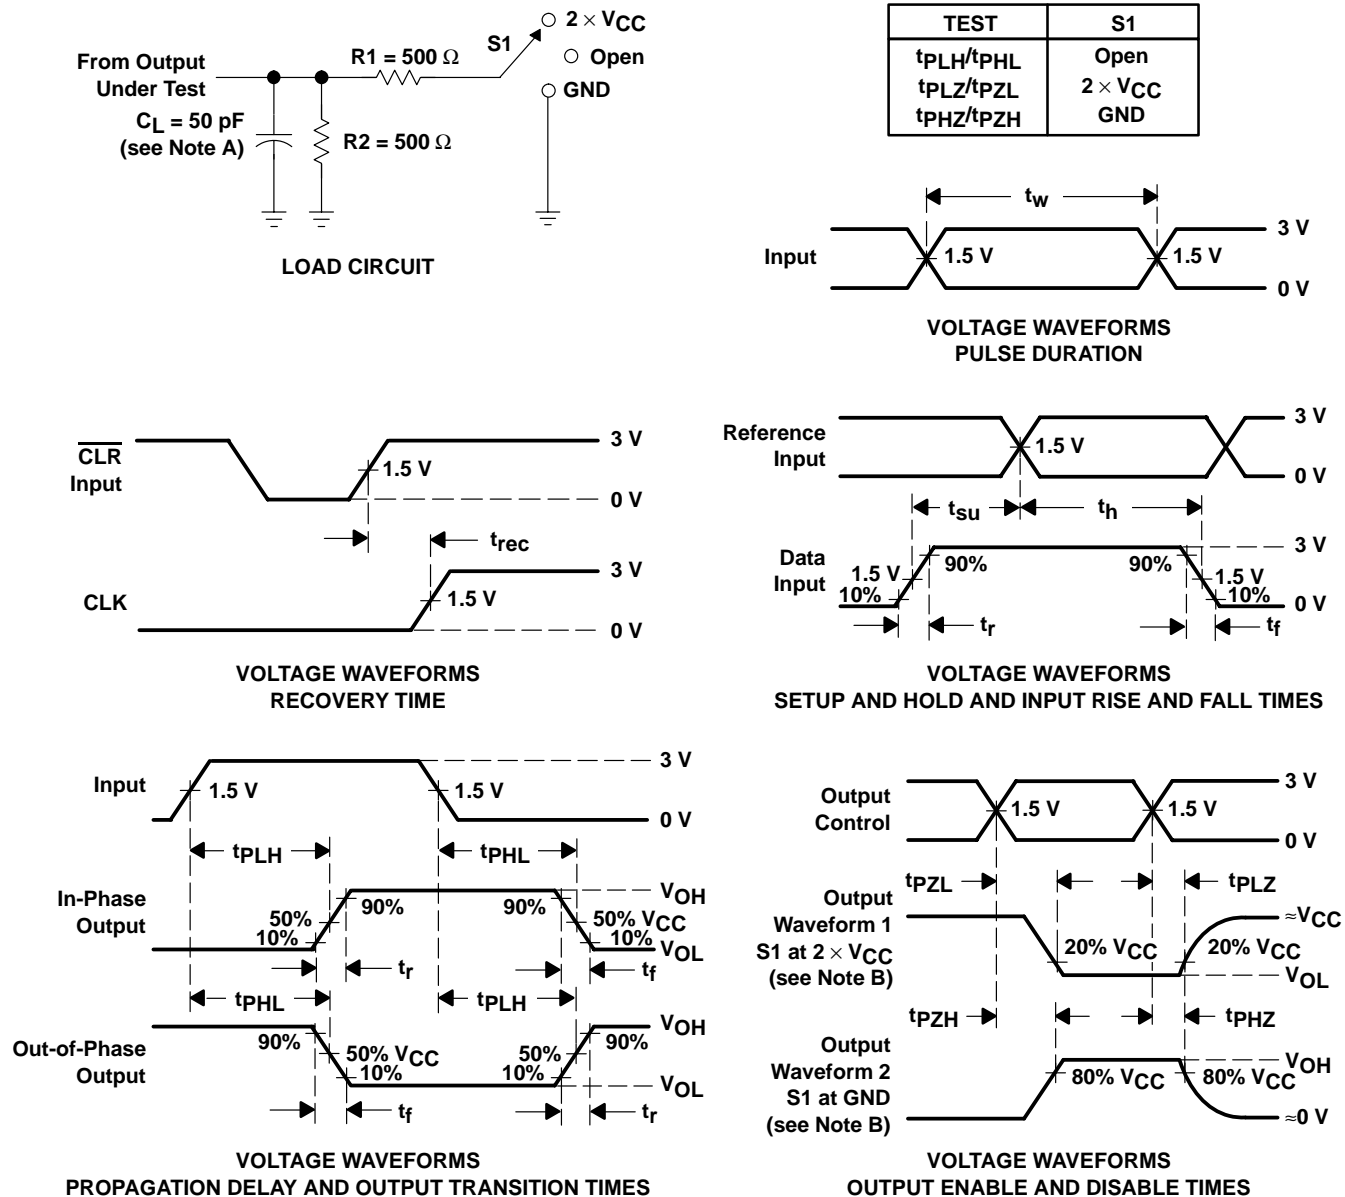 From Output
Under Test
CL = 50 pF
(see Note A)
R1 = 500 Ω
R2 = 500 Ω
S1
2 × VCC
Open
GND
LOAD CIRCUIT
TEST S1
tPLH/tPHL Open
tPLZ/tPZL 2 × VCC
tPHZ/tPZH GND
tw
Input
1.5 V
1.5 V
3 V
0 V
VOLTAGE WAVEFORMS
PULSE DURATION
CLR
Input
1.5 V
3 V
0 V
trec
CLK
1.5 V
3 V
0 V
VOLTAGE WAVEFORMS
RECOVERY TIME
Reference
Input
1.5 V
3 V
0 V
tsu
th
Data
Input
1.5 V
10%
90%
90%
1.5 V
10%
3 V
0 V
tr
tf
VOLTAGE WAVEFORMS
SETUP AND HOLD AND INPUT RISE AND FALL TIMES
Input
1.5 V
1.5 V
3 V
0 V
tPLH
tPHL
In-Phase
Output
50%
10%
90%
90%
50% VCC
10%
VOH
VOL
tr
tf
tPHL
tPLH
Out-of-Phase
Output
90%
50% VCC
10%
50%
10%
90%
VOH
VOL
tf
tr
VOLTAGE WAVEFORMS
PROPAGATION DELAY AND OUTPUT TRANSITION TIMES
Output
Control
1.5 V
1.5 V
3 V
0 V
tPZL
tPLZ
Output
Waveform 1
S1 at 2 × VCC
(see Note B)
20% VCC
20% VCC
≈VCC
VOL
tPZH
tPHZ
Output
Waveform 2
S1 at GND
(see Note B)
80% VCC
80% VCC
VOH
≈0 V
VOLTAGE WAVEFORMS
OUTPUT ENABLE AND DISABLE TIMES